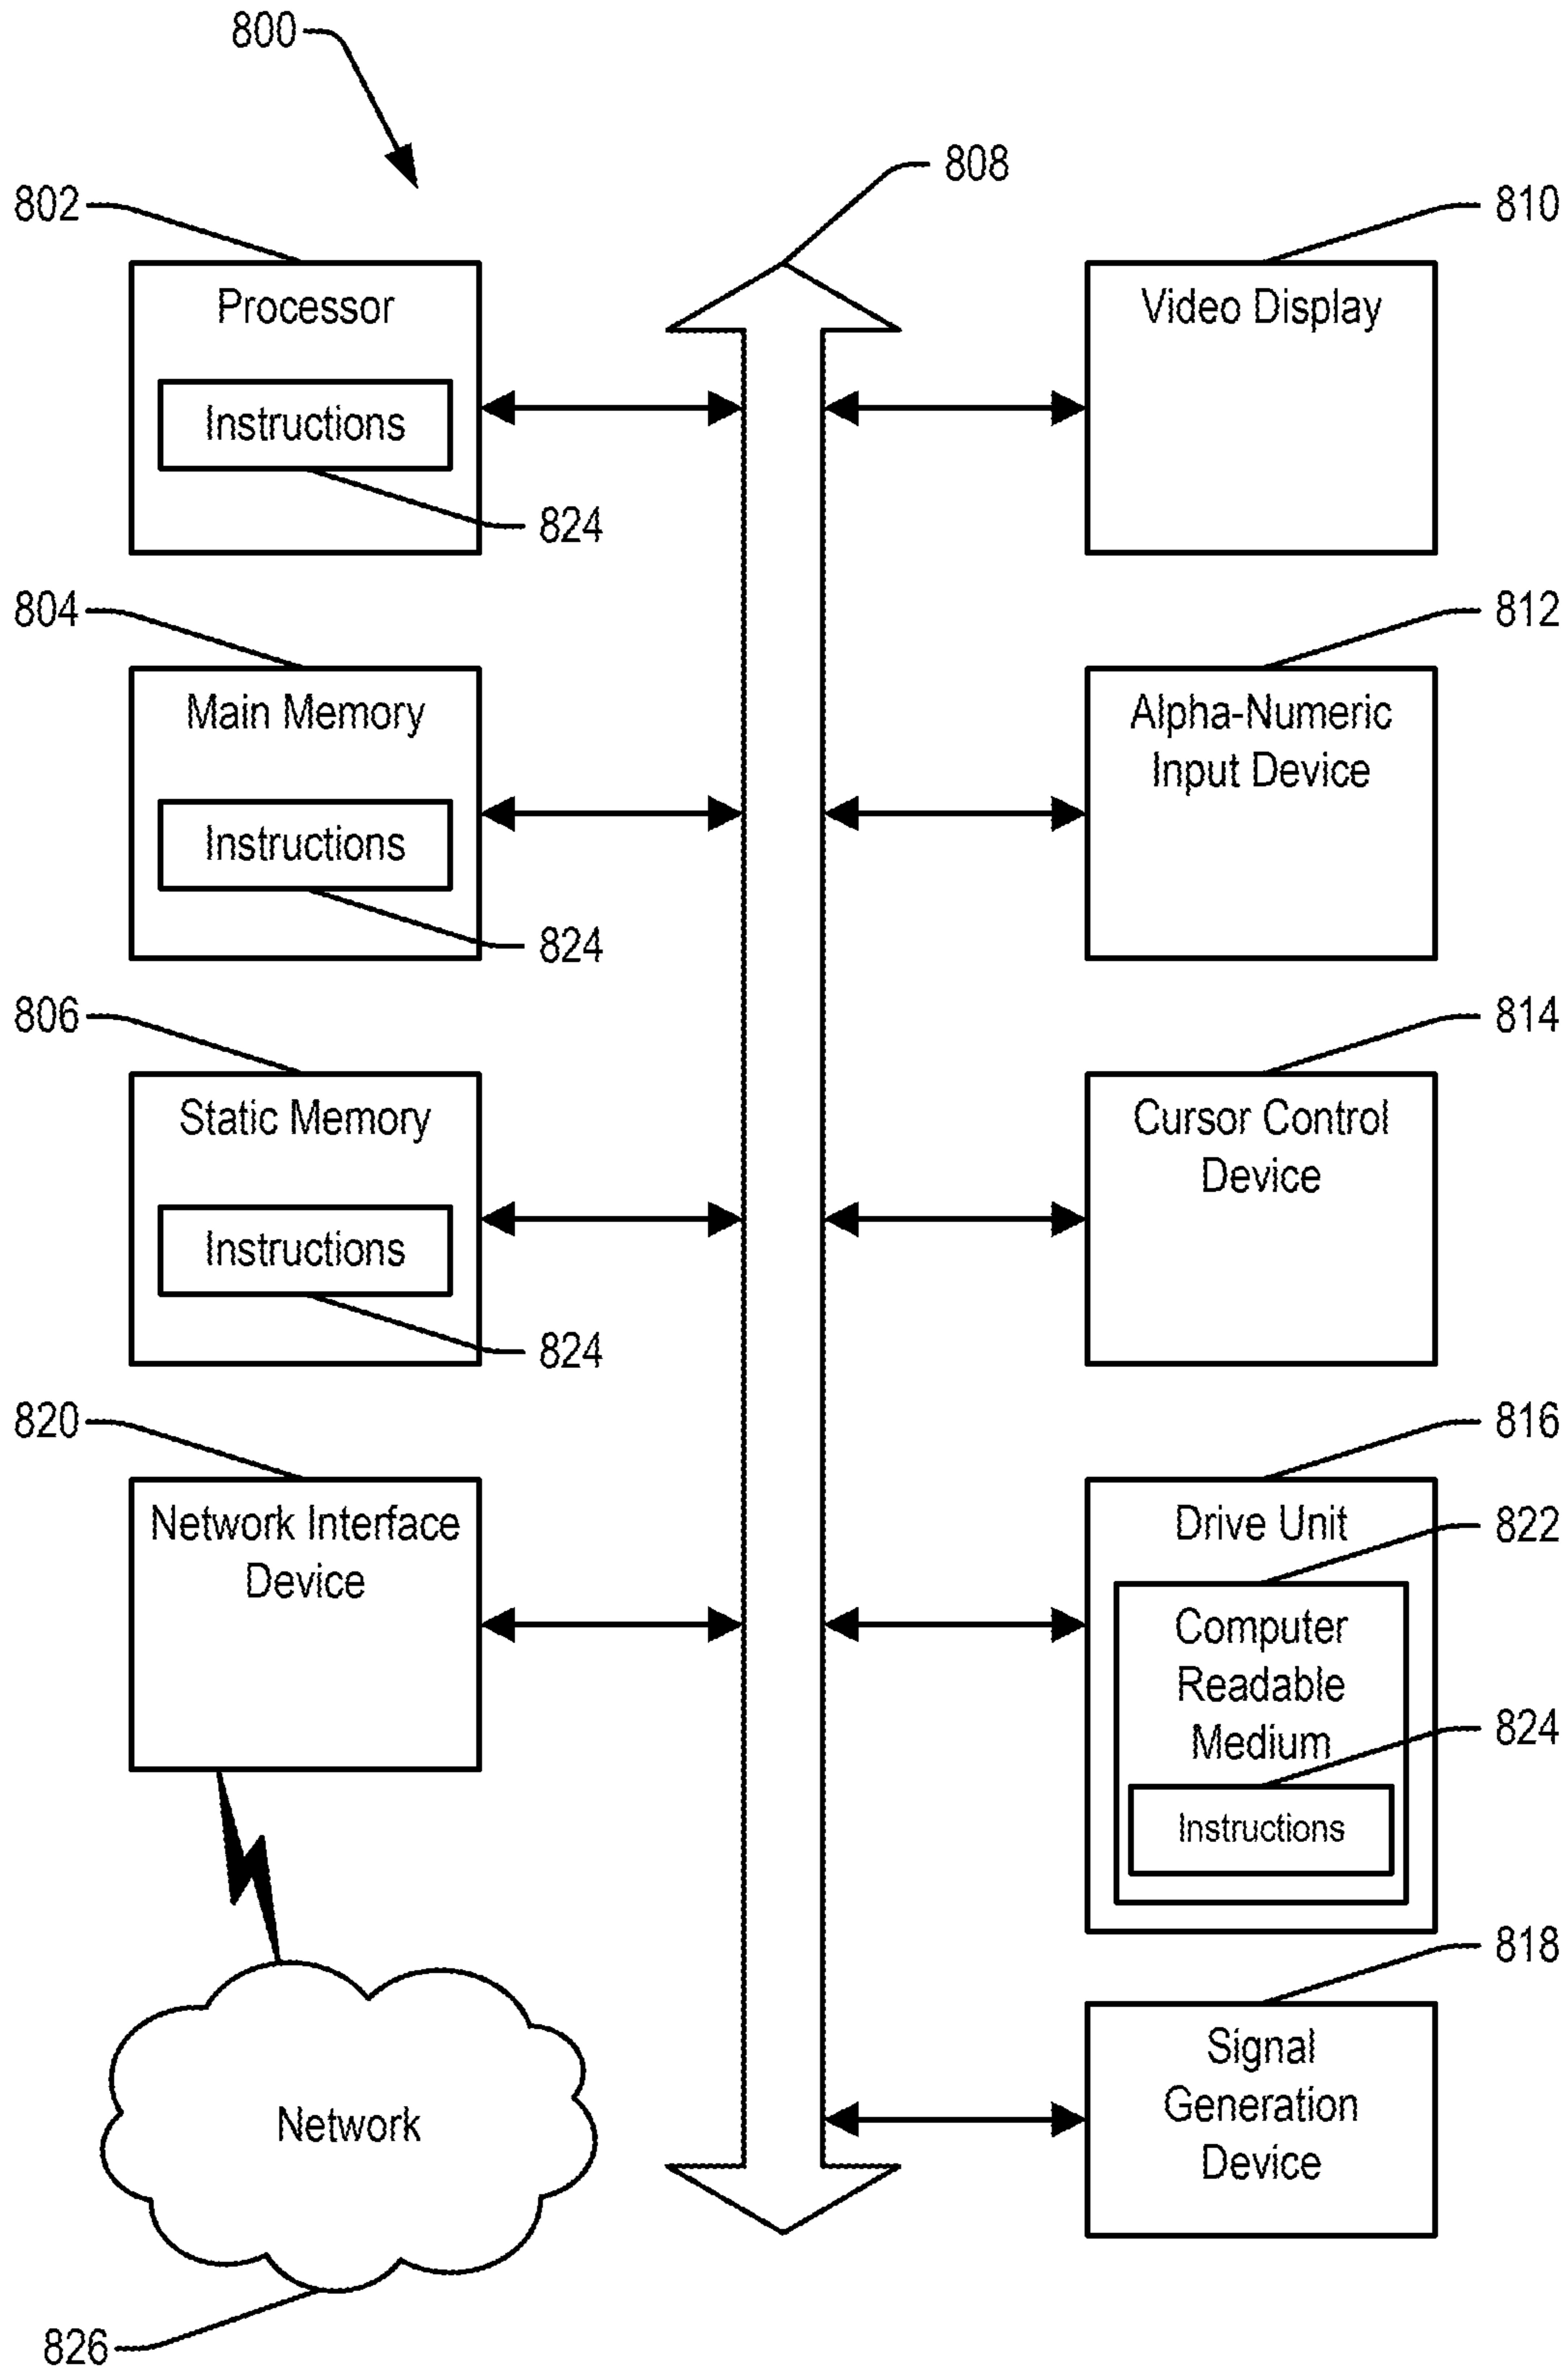 800
808
802
810
Processor
Instructions
824
Video Display
804
812
Main Memory
Instructions
824
Alpha-Numeric
Input Device
806
814
Static Memory
Instructions
824
Cursor Control
Device
820
816
Network Interface
Device
Drive Unit
822
Computer
Readable
Medium
824
Instructions
818
Signal
Generation
Device
Network
826